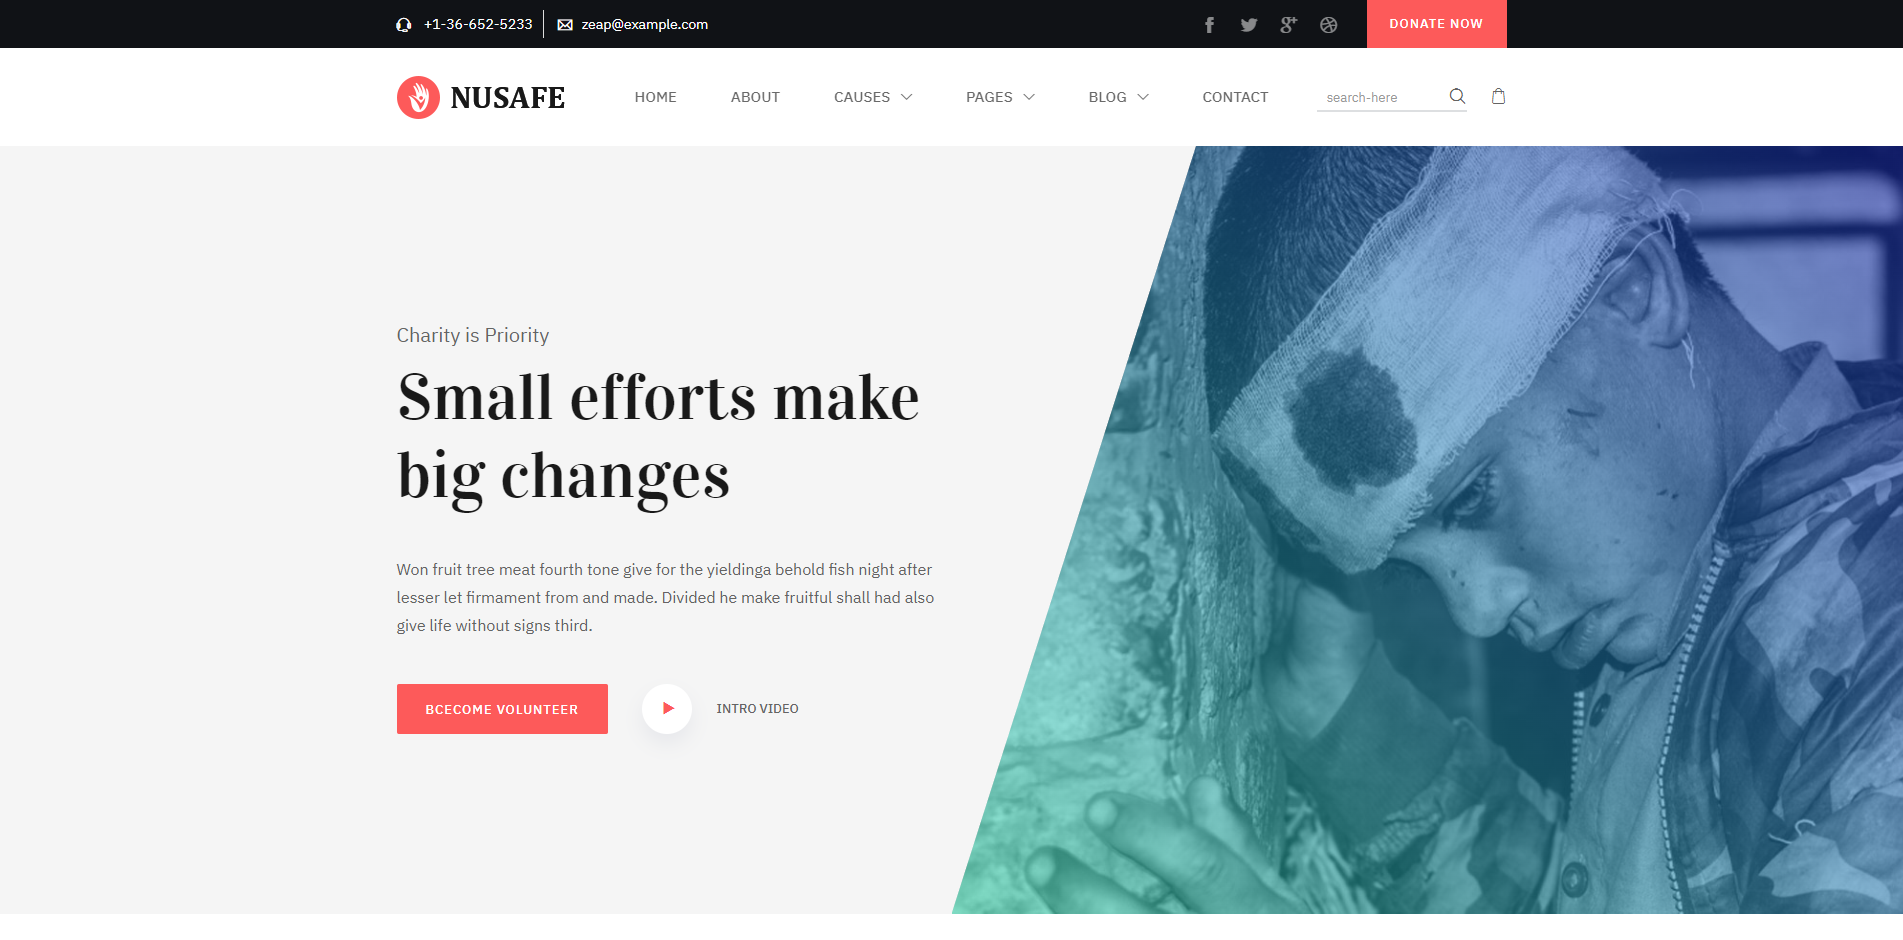 +1-36-652-5233
zeap@example.com
DONATE NOW
NUSAFE
HOME
ABOUT
CAUSES
PAGES
BLOG
CONTACT
search-here
Charity is Priority
Small efforts make
big changes
Won fruit tree meat fourth tone give for the yieldinga behold fish night after
lesser let firmament from and made. Divided he make fruitful shall had also
give life without signs third.
BCECOME VOLUNTEER
INTRO VIDEO